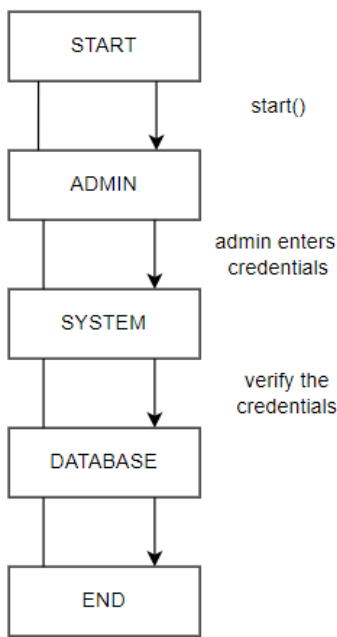 START
start()
ADMIN
admin enters
credentials
SYSTEM
verify the
credentials
DATABASE
END